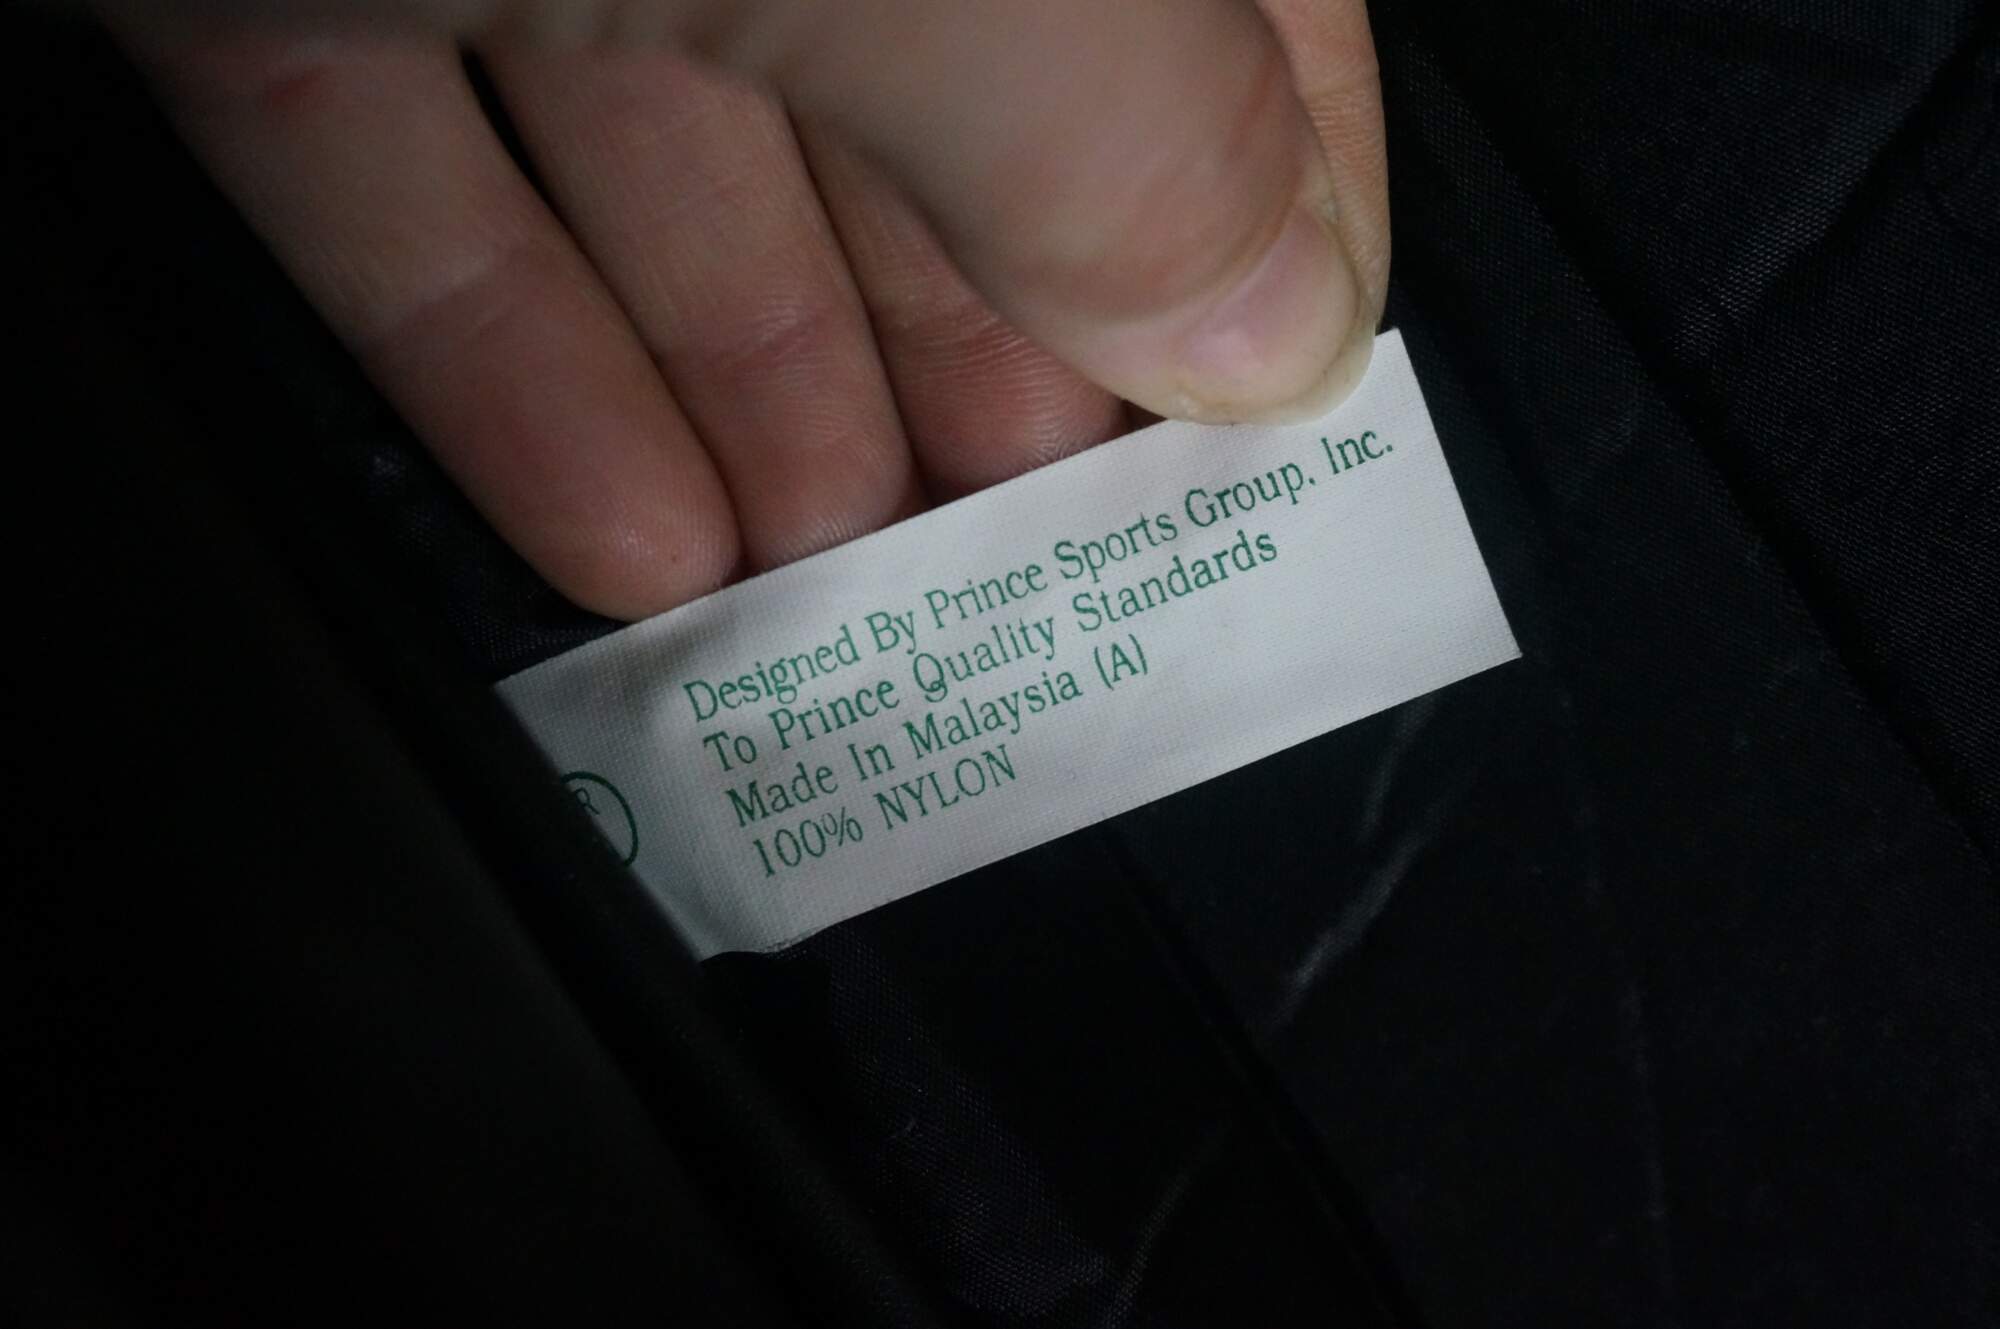 Designed By Prince Sports Group, Inc.
To Prince Quality Standards
Made In Malaysia (A)
100% NYLON
R